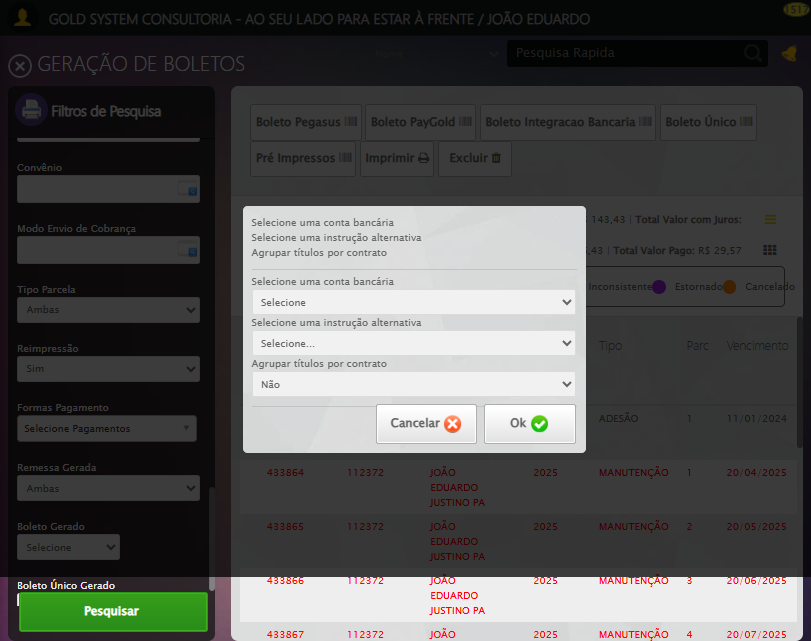 GOLD SYSTEM CONSULTORIA - AO SEU LADO PARA ESTAR À FRENTE / JOÃO EDUARDO
GERAÇÃO DE BOLETOS
Pesquisa Rapida
Filtros de Pesquisa
Convênio
Modo Envio de Cobrança
Tipo Parcela
Ambas
Reimpressão
Sim
Formas Pagamento
Selecione Pagamentos
Remessa Gerada
Ambas
Boleto Gerado
Selecione
Boleto Único Gerado
Pesquisar
Boleto Pegasus
Boleto PayGold
Boleto Integracao Bancaria
Boleto Único
Pré Impressos
Imprimir
Excluir
143,43 | Total Valor com Juros:
,43 | Total Valor Pago: R$ 29,57
Inconsistente
Estornado
Cancelado
Selecione uma conta bancária
Selecione uma instrução alternativa
Agrupar títulos por contrato
Selecione uma conta bancária
Selecione
Selecione uma instrução alternativa
Selecione...
Agrupar títulos por contrato
Não
Cancelar
Ok
Tipo Parc Vencimento
ADESÃO 1 11/01/2024
433864 112372 JOÃO EDUARDO JUSTINO PA 2025 MANUTENÇÃO 1 20/04/2025
433865 112372 JOÃO EDUARDO JUSTINO PA 2025 MANUTENÇÃO 2 20/05/2025
433866 112372 JOÃO EDUARDO JUSTINO PA 2025 MANUTENÇÃO 3 20/06/2025
433867 112372 JOÃO 2025 MANUTENÇÃO 4 20/07/2025